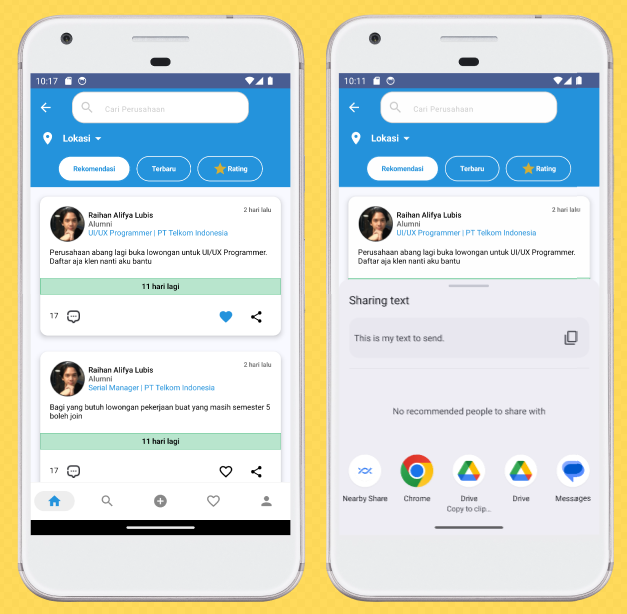 10:17
Cari Perusahaan
Lokasi
Rekomendasi
Terbaru
Rating
Raihan Alifya Lubis
2 hari lalu
Alumni
UI/UX Programmer | PT Telkom Indonesia
Perusahaan abang lagi buka lowongan untuk UI/UX Programmer.
Daftar aja klen nanti aku bantu
11 hari lagi
17
Raihan Alifya Lubis
2 hari lalu
Alumni
Serial Manager | PT Telkom Indonesia
Bagi yang butuh lowongan pekerjaan buat yang masih semester 5
boleh join
11 hari lagi
17
10:11
Cari Perusahaan
Lokasi
Rekomendasi
Terbaru
Rating
Raihan Alifya Lubis
2 hari lalu
Alumni
UI/UX Programmer | PT Telkom Indonesia
Perusahaan abang lagi buka lowongan untuk UI/UX Programmer.
Daftar aja klen nanti aku bantu
Sharing text
This is my text to send.
No recommended people to share with
Nearby Share
Chrome
Drive
Copy to clip...
Drive
Messages